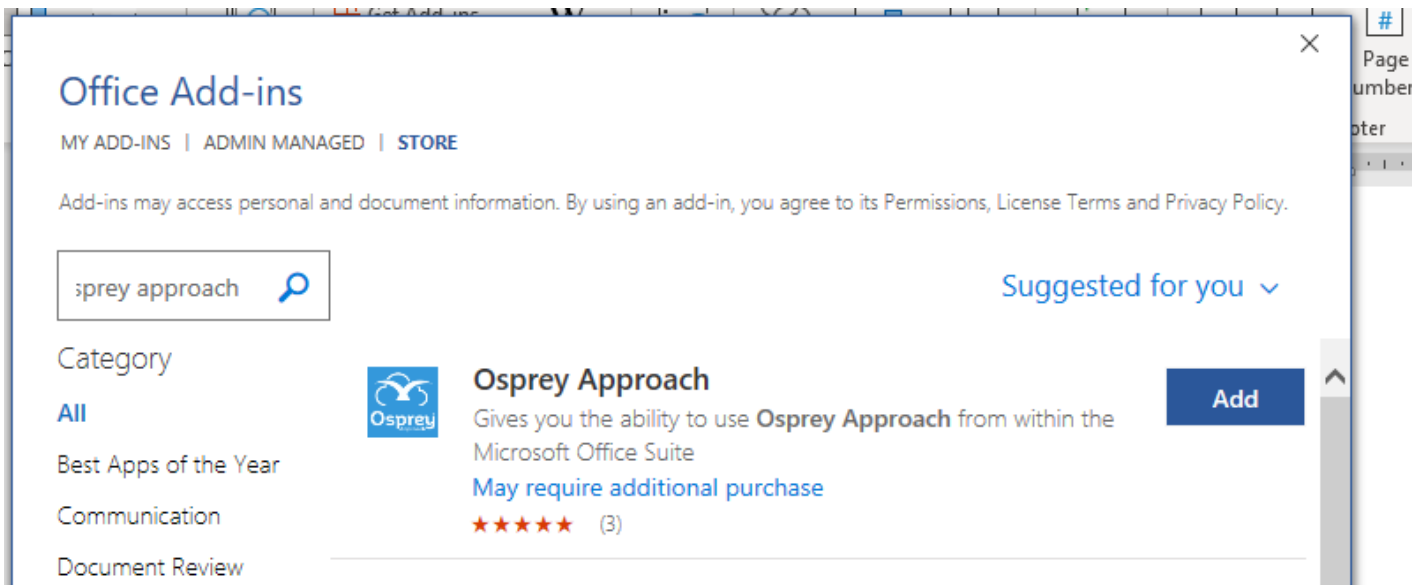 Get Add-ins
#
Page
umber
oter
Office Add-ins
MY ADD-INS | ADMIN MANAGED | STORE
Add-ins may access personal and document information. By using an add-in, you agree to its Permissions, License Terms and Privacy Policy.
sprey approach
Suggested for you
Category
All
Best Apps of the Year
Communication
Document Review
Osprey
Osprey Approach
Gives you the ability to use Osprey Approach from within the
Microsoft Office Suite
May require additional purchase
(3)
Add